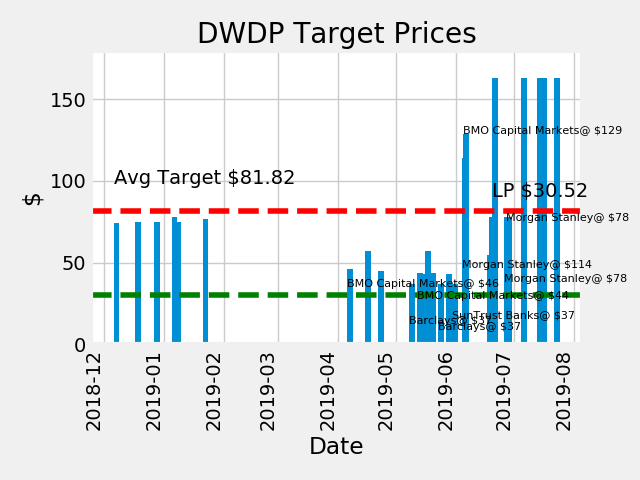 DWDP Target Prices
$
150
100
50
0
BMO Capital Markets@ $129
Avg Target $81.82
LP $30.52
Morgan Stanley@ $78
Morgan Stanley@ $114
Morgan Stanley@ $78
BMO Capital Markets@ $46
BMO Capital Markets@ $44
SunTrust Banks@ $37
Barclays@ $37
Barclays@ $37
2018-12
2019-01
2019-02
2019-03
2019-04
2019-05
2019-06
2019-07
2019-08
Date